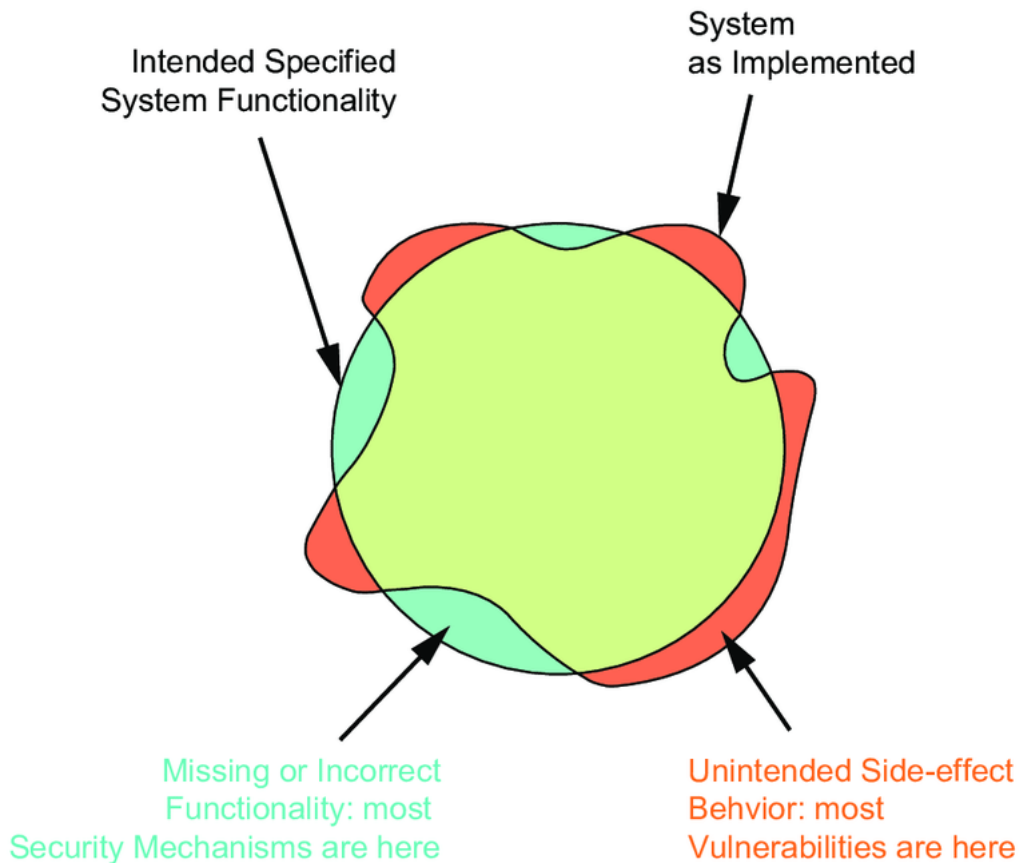 Intended Specified
System Functionality
System
as Implemented
Missing or Incorrect
Functionality: most
Security Mechanisms are here
Unintended Side-effect
Behvior: most
Vulnerabilities are here